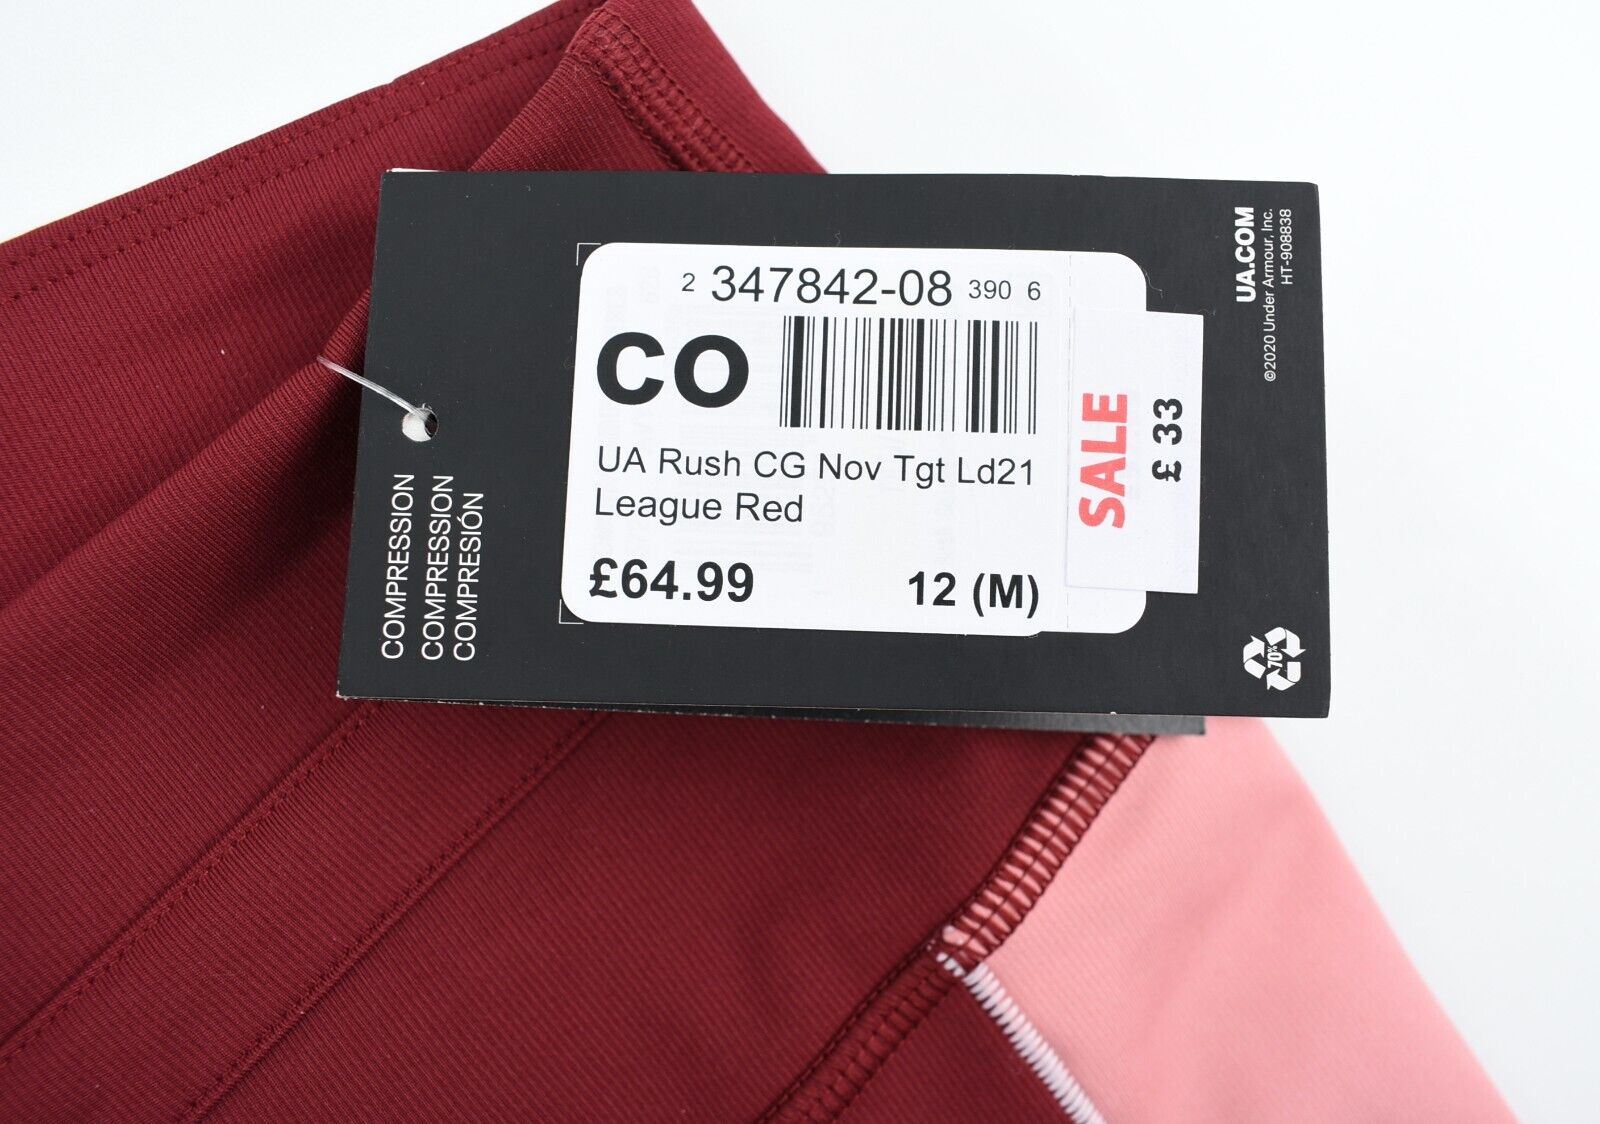 2 347842-08 390 6
CO
UA Rush CG Nov Tgt Ld21
League Red
£64.99 12 (M)
SALE
£ 33
COMPRESSION
COMPRESSION
COMPRESIÓN
UA.COM
©2020 Under Armour, Inc.
HT-908838
70%